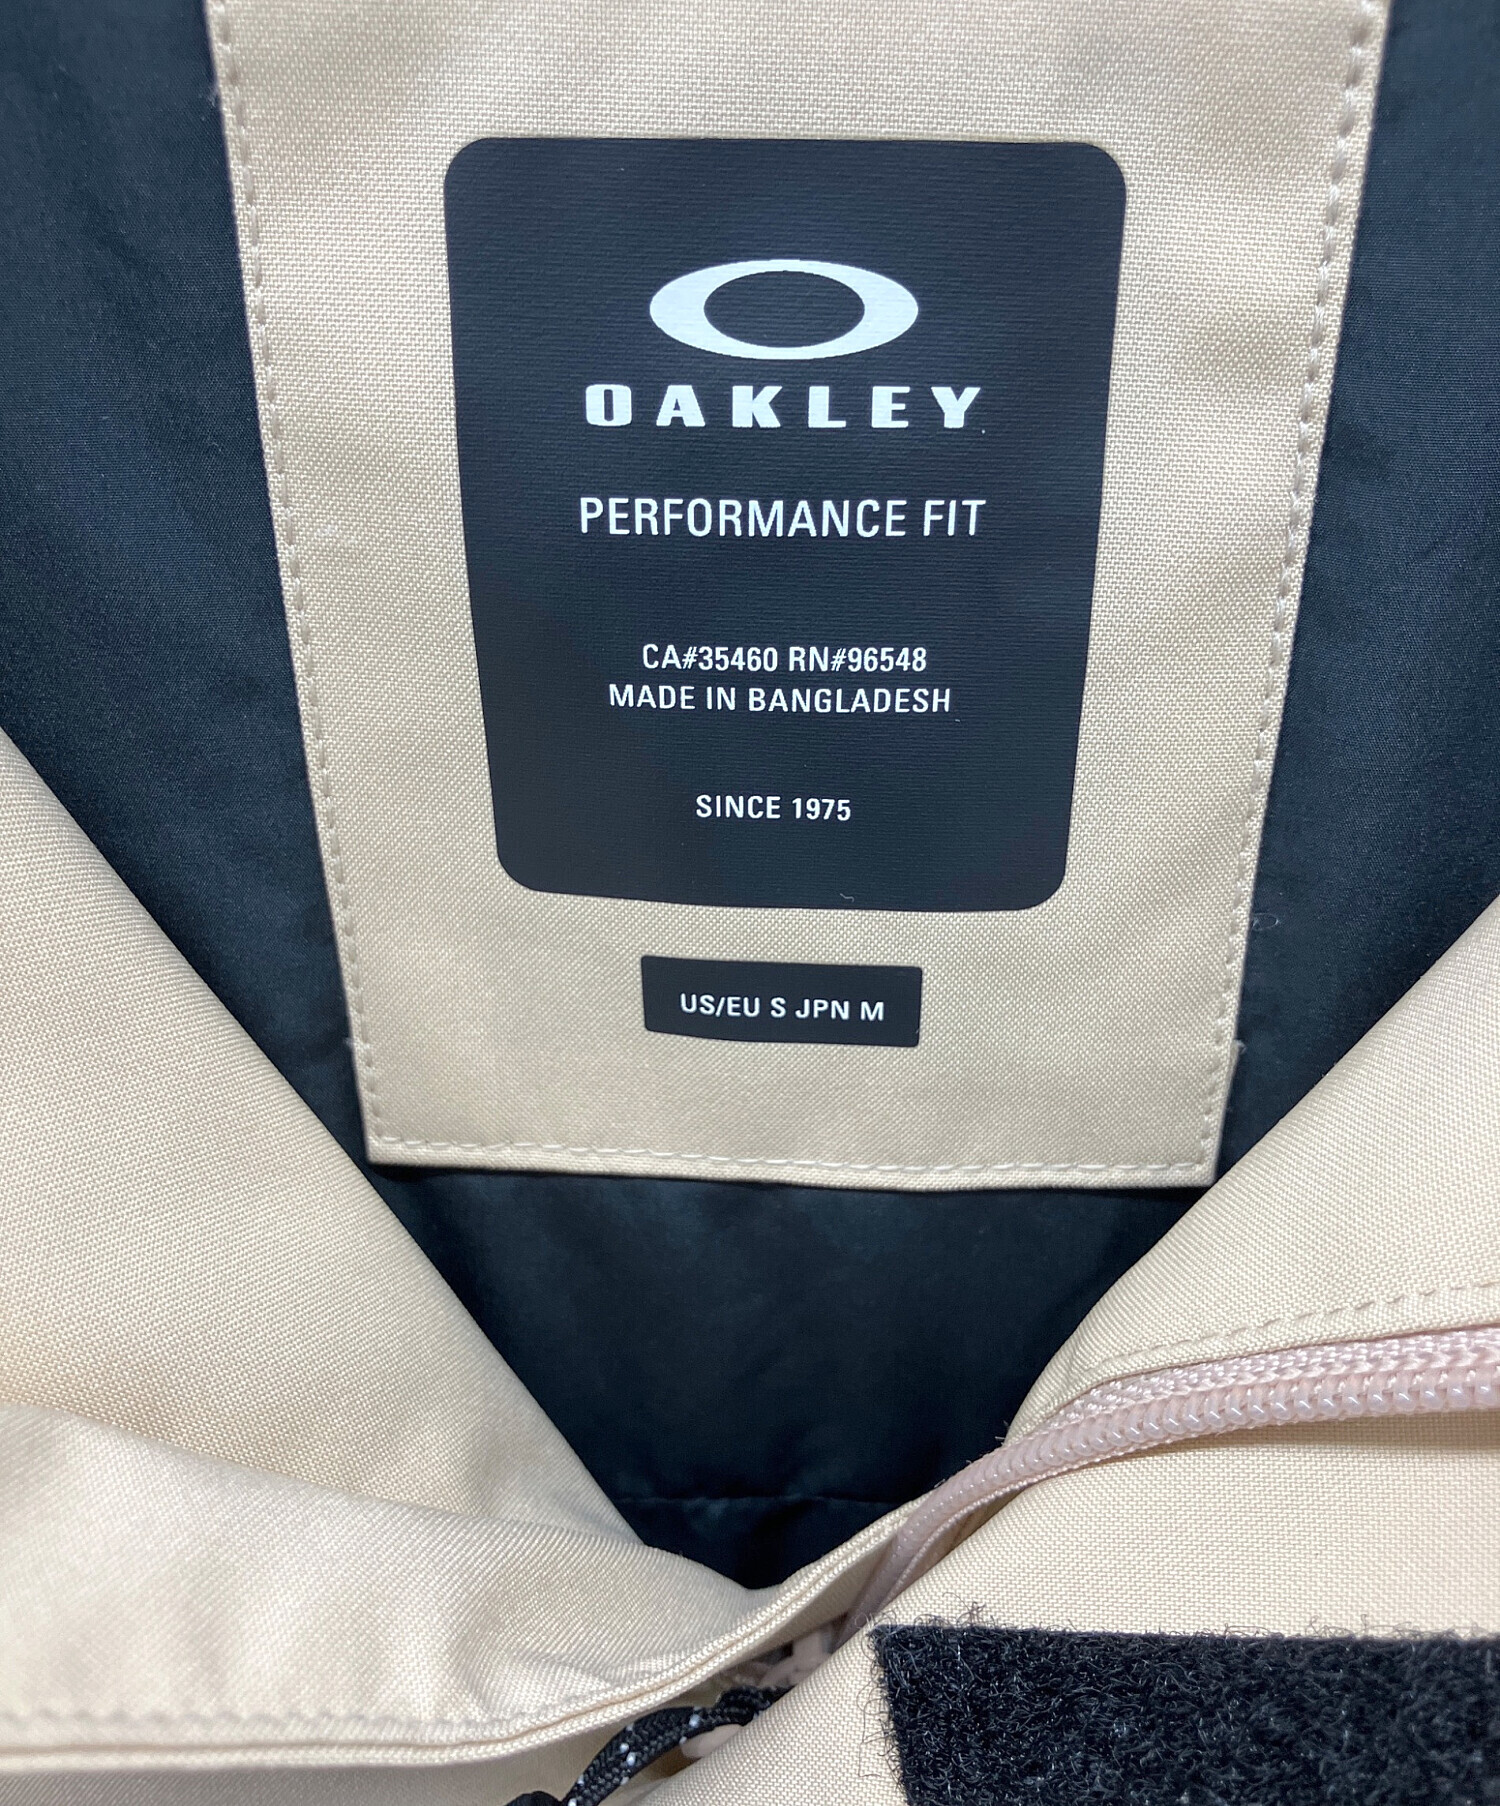 OAKLEY
PERFORMANCE FIT
CA#35460 RN#96548
MADE IN BANGLADESH
SINCE 1975
US/EU S JPN M